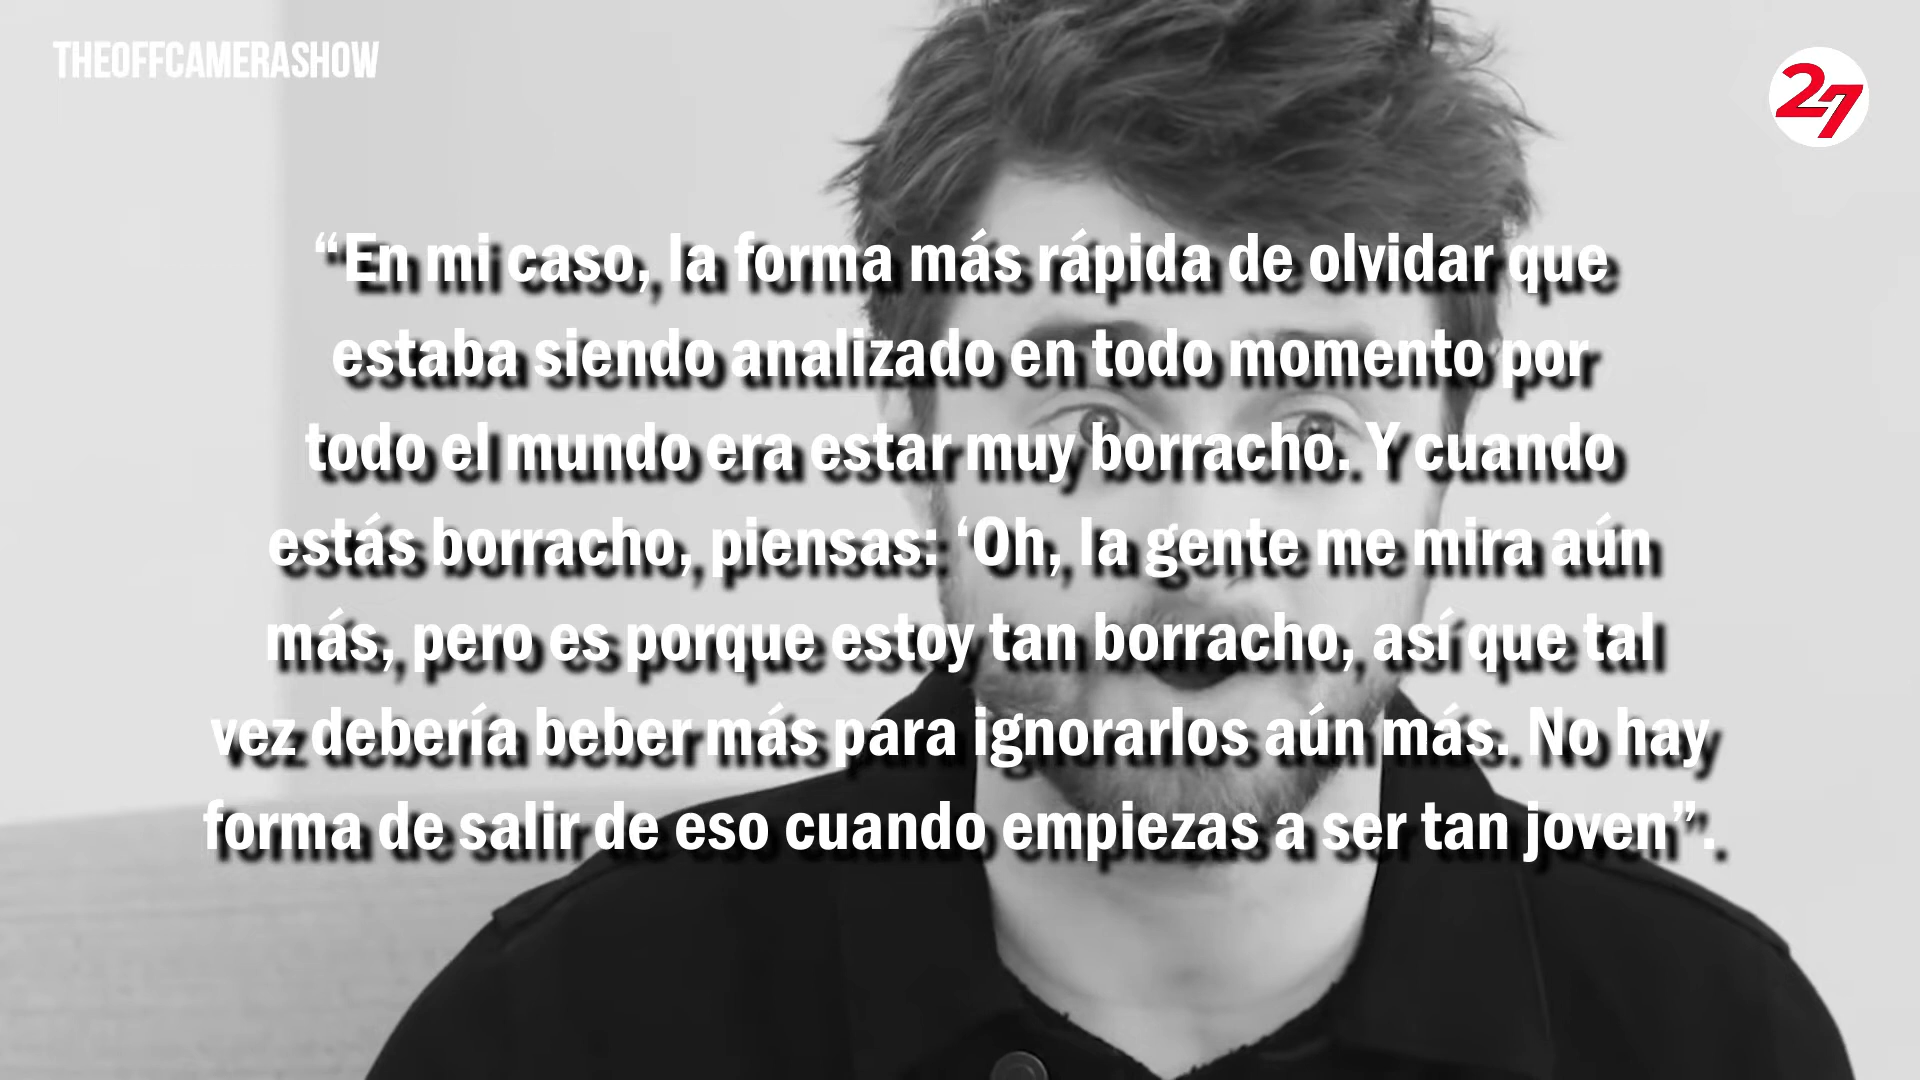 THEOFFCAMERASHOW
27
“En mi caso, la forma más rápida de olvidar que
estaba siendo analizado en todo momento por
todo el mundo era estar muy borracho. Y cuando
estás borracho, piensas: ‘Oh, la gente me mira aún
más, pero es porque estoy tan borracho, así que tal
vez debería beber más para ignorarlos aún más. No hay
forma de salir de eso cuando empiezas a ser tan joven”.